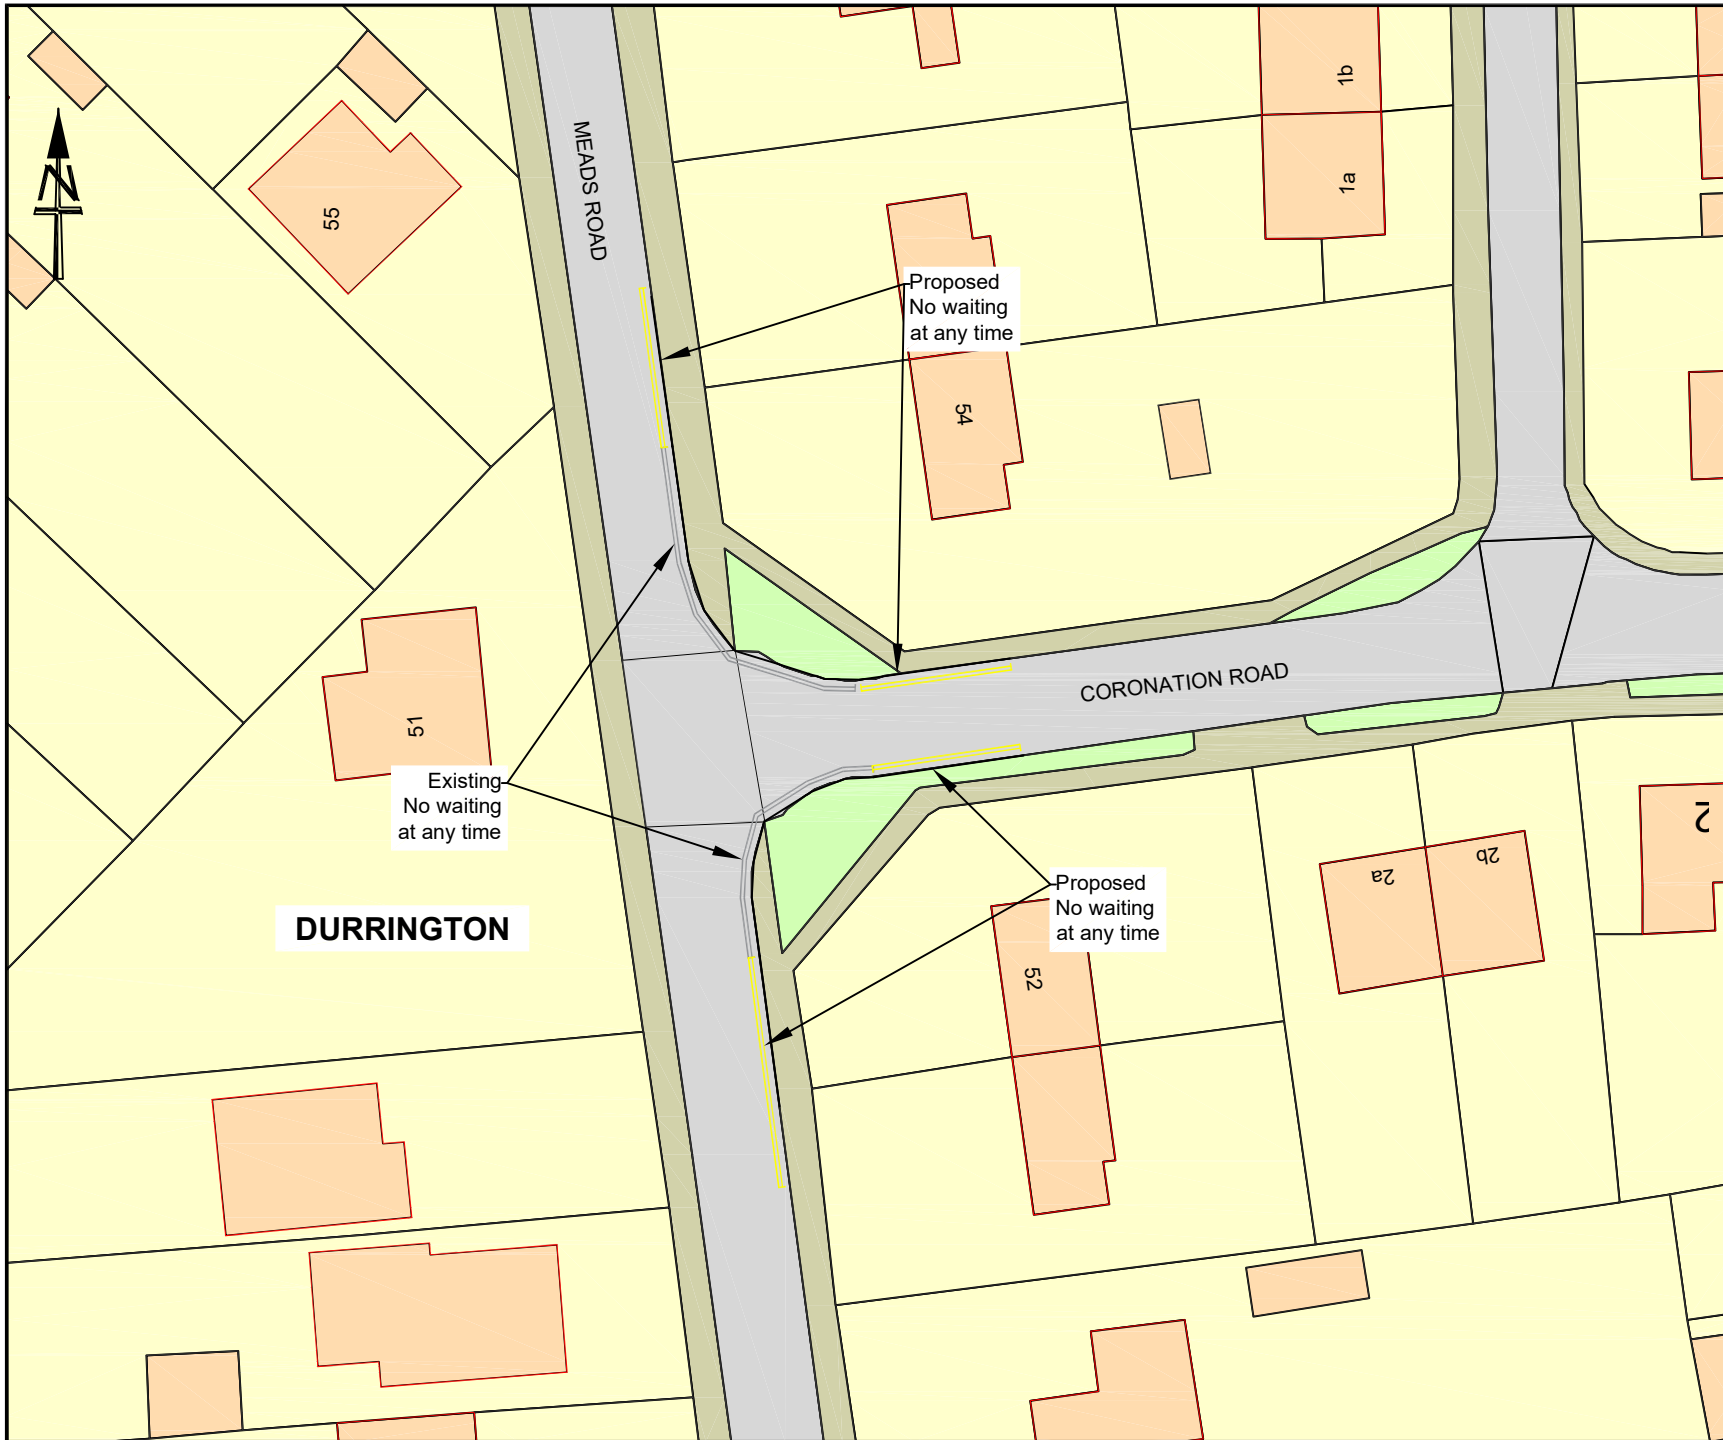 1b
MEADS ROAD
N
1a
55
Proposed
No waiting
at any time
54
CORONATION ROAD
51
Existing
No waiting
at any time
2
2b
2a
Proposed
No waiting
at any time
DURRINGTON
52